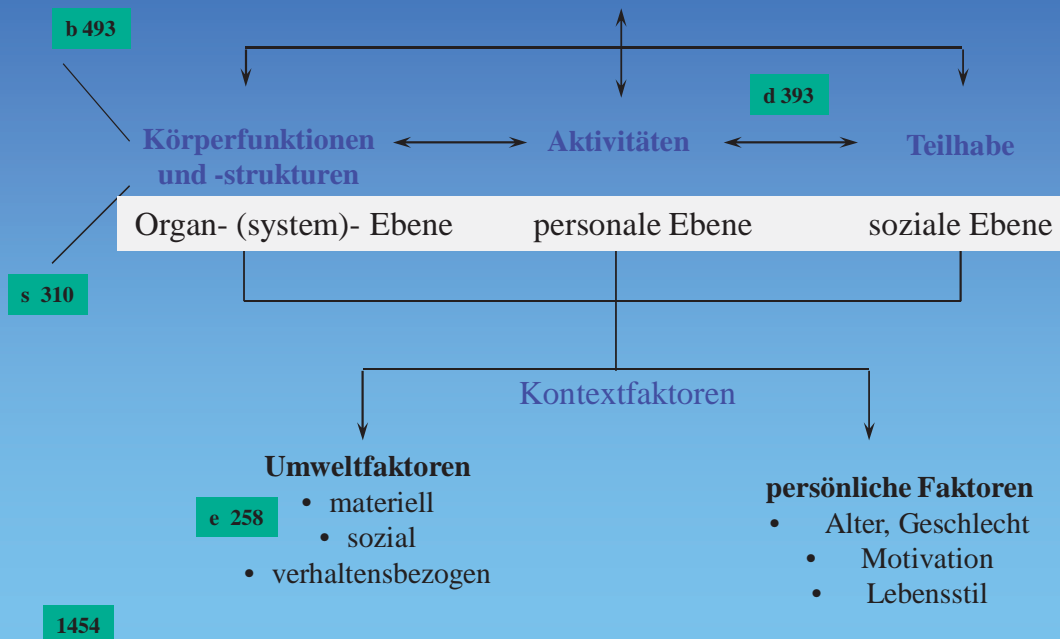 b 493
d 393
Körperfunktionen
und -strukturen
Aktivitäten
Teilhabe
Organ- (system)- Ebene personale Ebene soziale Ebene
s 310
Kontextfaktoren
Umweltfaktoren
• materiell
• sozial
• verhaltensbezogen
e 258
persönliche Faktoren
• Alter, Geschlecht
• Motivation
• Lebensstil
1454